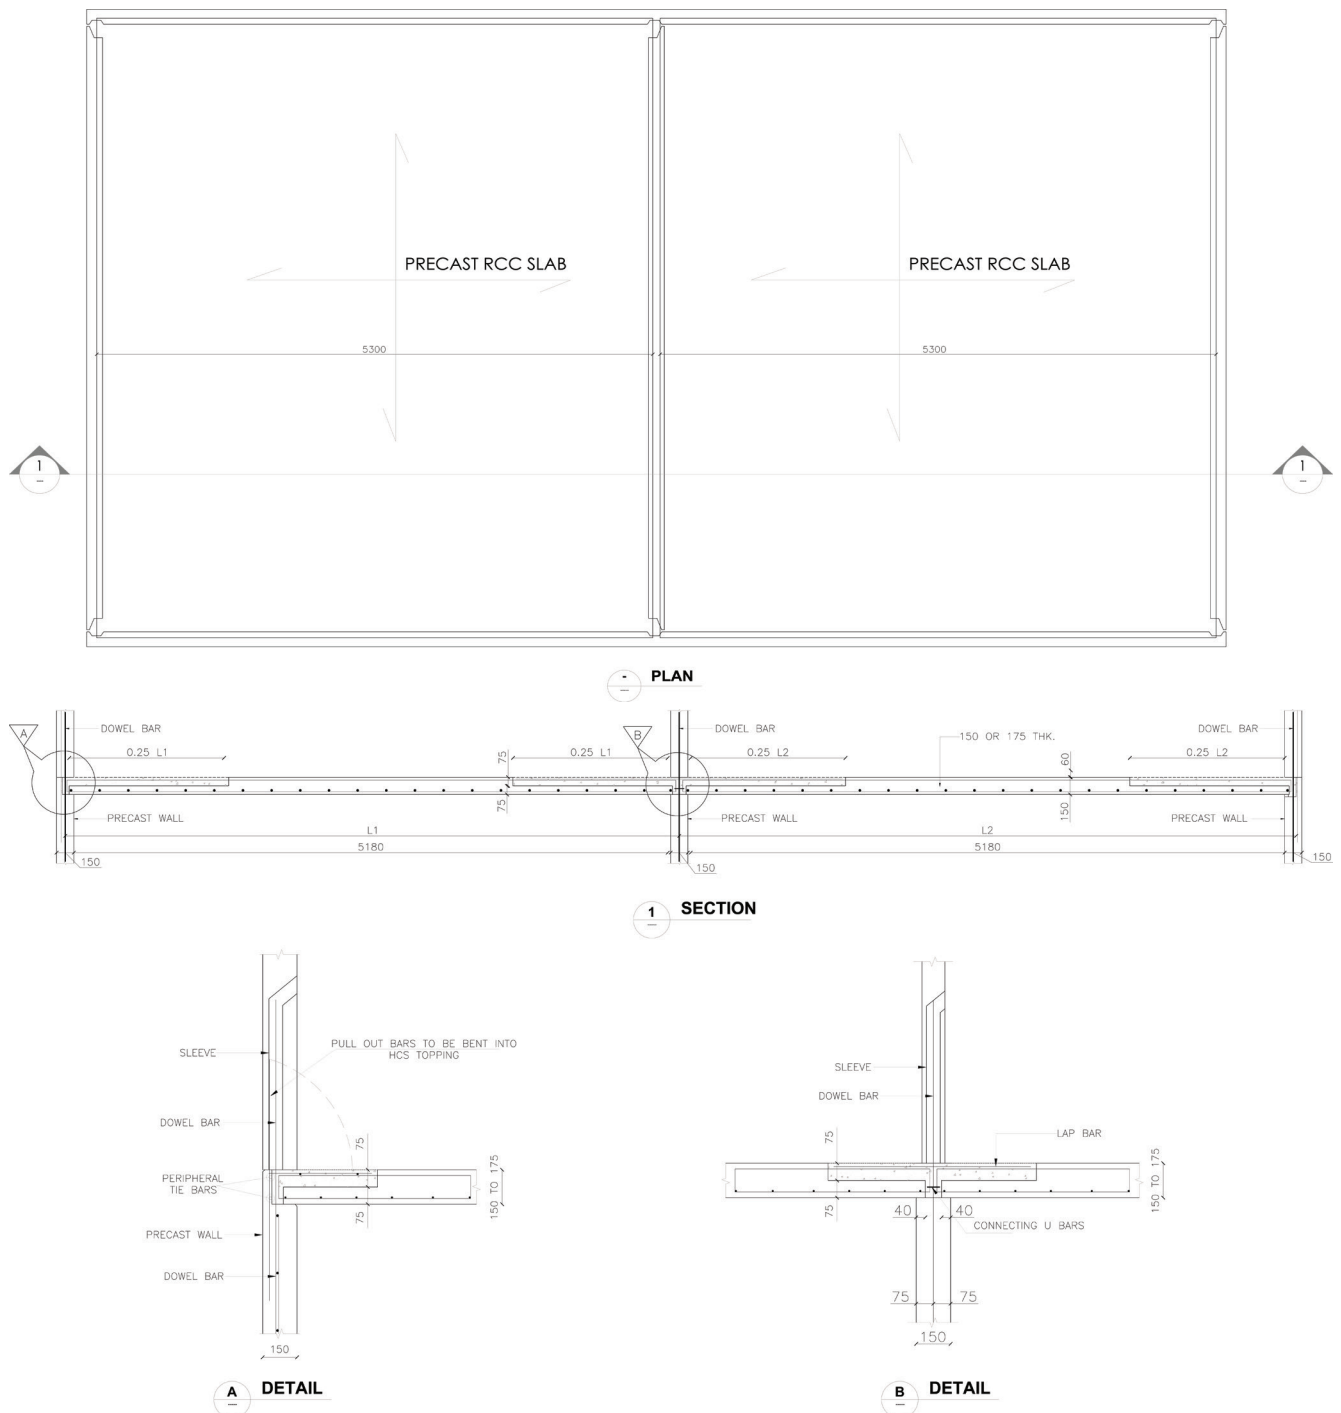 PRECAST RCC SLAB
PRECAST RCC SLAB
5300
5300
1
1
- PLAN
A
DOWEL BAR
B
DOWEL BAR
150 OR 175 THK.
DOWEL BAR
0.25 L1
75
0.25 L1
0.25 L2
60
0.25 L2
75
150
PRECAST WALL
PRECAST WALL
PRECAST WALL
L1
L2
5180
5180
150
150
150
1 SECTION
SLEEVE
PULL OUT BARS TO BE BENT INTO
HCS TOPPING
DOWEL BAR
75
PERIPHERAL
TIE BARS
150 TO 175
75
PRECAST WALL
DOWEL BAR
150
A DETAIL
SLEEVE
DOWEL BAR
75
LAP BAR
150 TO 175
75
40
40
CONNECTING U BARS
75
75
150
B DETAIL